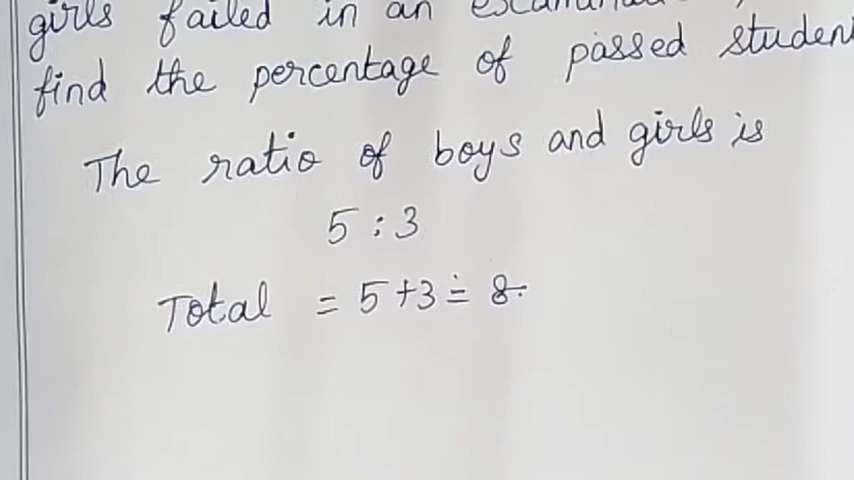 girls failed in an
find the percentage of passed student
The ratio of boys and girls is
5 : 3
Total = 5 + 3 = 8.